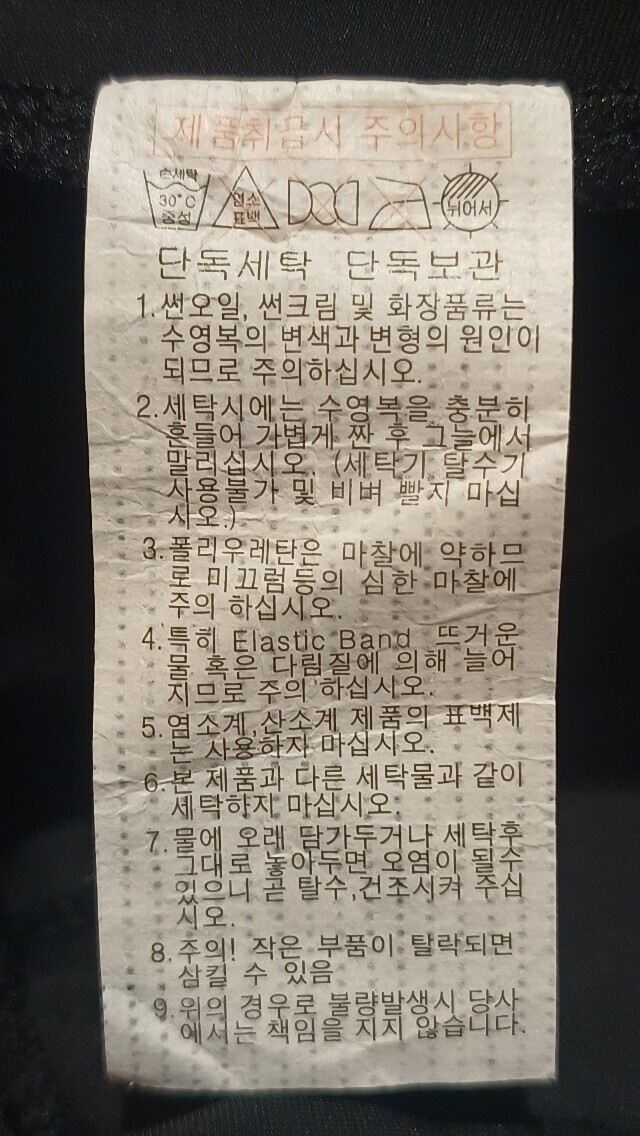 제품취급시 주의사항
손세탁
30°C
중성
염소
표백
뉘어서
단독세탁 단독보관
1.썬오일, 썬크림 및 화장품류는
수영복의 변색과 변형의 원인이
되므로 주의하십시오.
2.세탁시에는 수영복을 충분히
흔들어 가볍게 짠 후 그늘에서
말리십시오. (세탁기, 탈수기
사용불가 및 비벼 빨지 마십
시오.)
3.폴리우레탄은 마찰에 약하므
로 미끄럼등의 심한 마찰에
주의 하십시오.
4.특히 Elastic Band 뜨거운
물 혹은 다림질에 의해 늘어
지므로 주의 하십시오.
5.염소계,산소계 제품의 표백제
는 사용하지 마십시오.
6.본 제품과 다른 세탁물과 같이
세탁하지 마십시오.
7.물에 오래 담가두거나 세탁후
그대로 놓아두면 오염이 될수
있으니 곧 탈수,건조시켜 주십
시오.
8.주의! 작은 부품이 탈락되면
삼킬 수 있음
9.위의 경우로 불량발생시 당사
에서는 책임을 지지 않습니다.